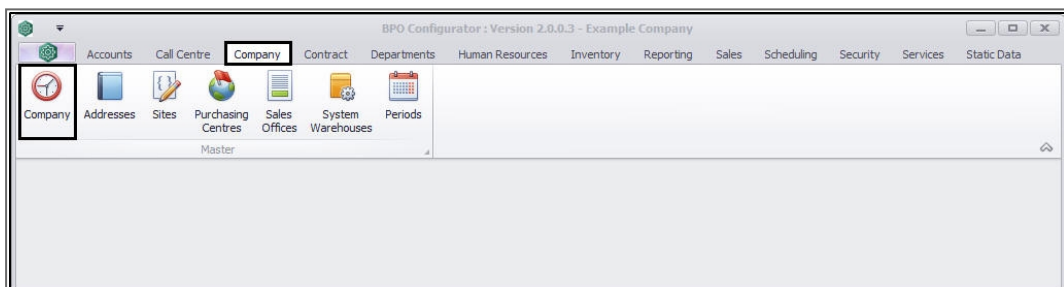 BPO Configurator : Version 2.0.0.3 - Example Company
Accounts Call Centre Company Contract Departments Human Resources Inventory Reporting Sales Scheduling Security Services Static Data
Company Addresses Sites Purchasing Centres Sales Offices System Warehouses Periods
Master